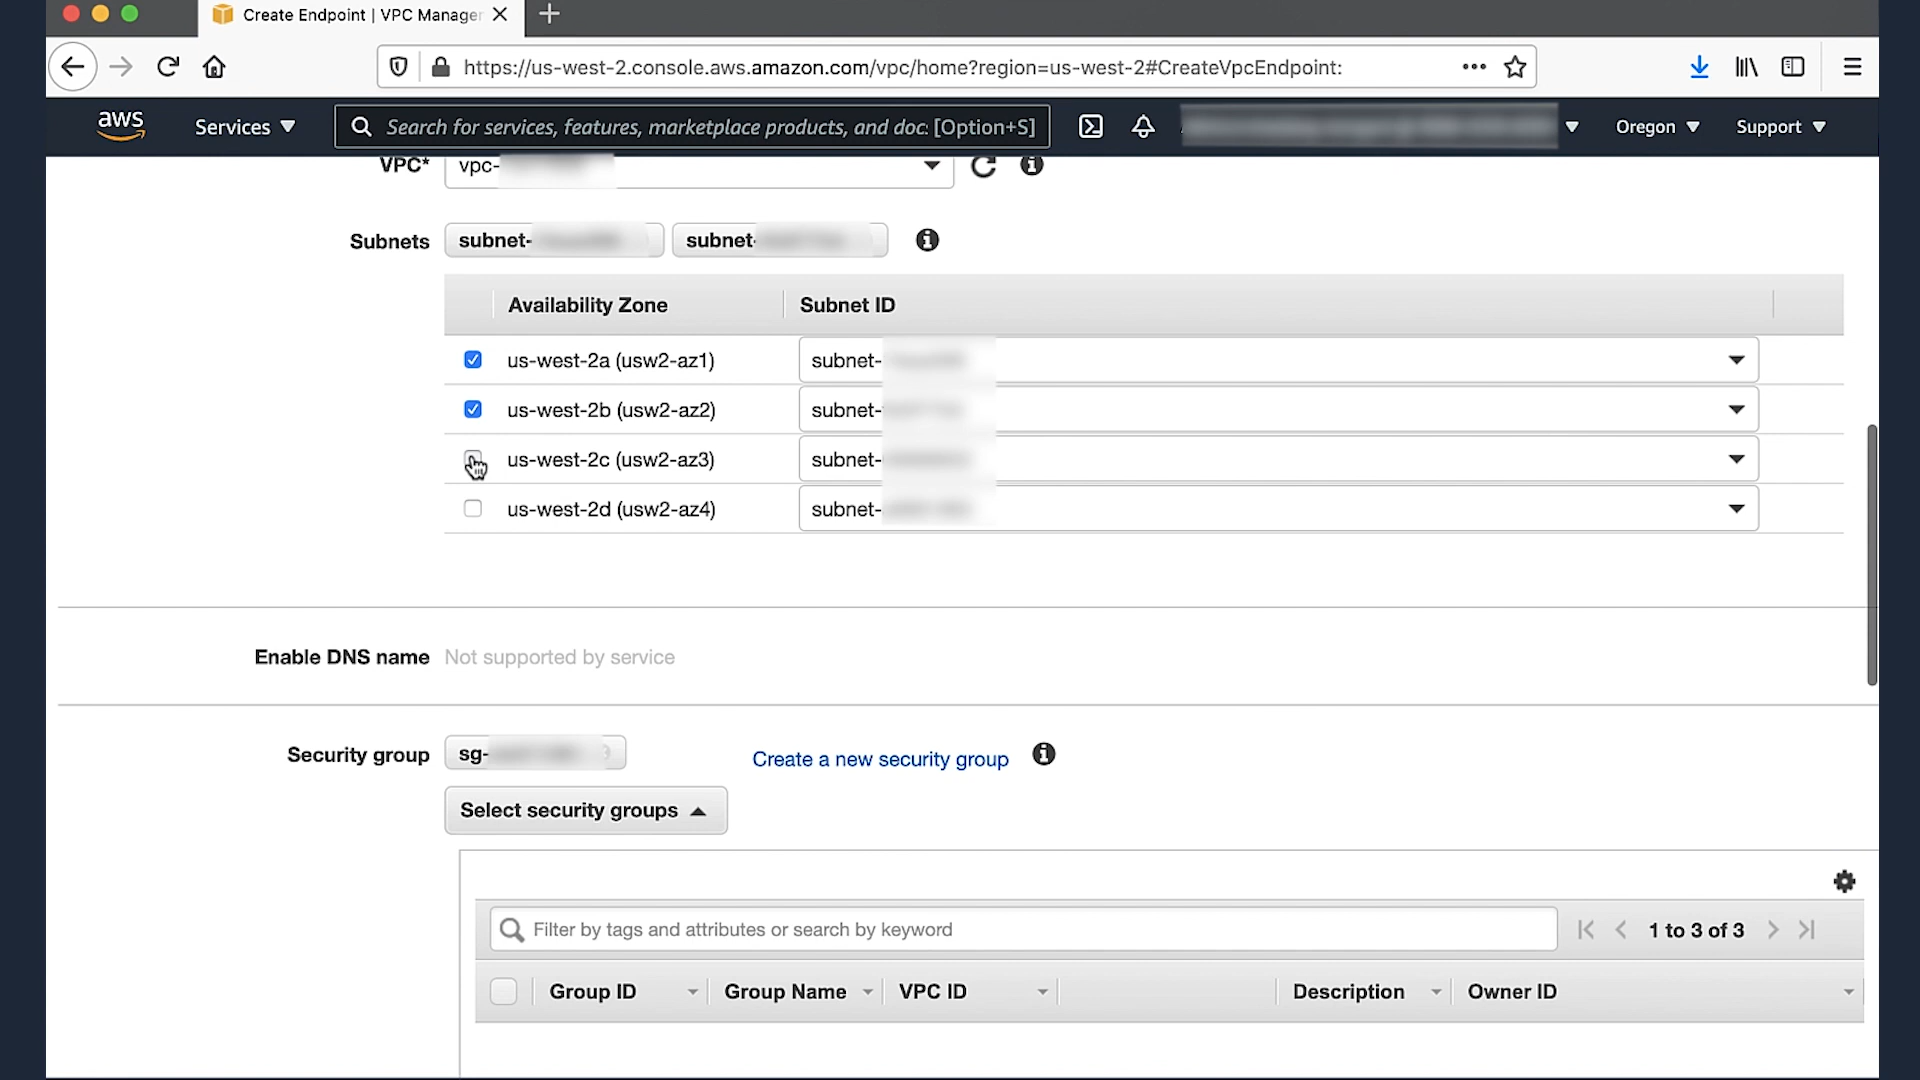 Create Endpoint | VPC Manager
https://us-west-2.console.aws.amazon.com/vpc/home?region=us-west-2#CreateVpcEndpoint:
aws Services Search for services, features, marketplace products, and doc: [Option+S] Oregon Support
VPC* vpc-
Subnets subnet- subnet-
Availability Zone Subnet ID
us-west-2a (usw2-az1) subnet-
us-west-2b (usw2-az2) subnet-
us-west-2c (usw2-az3) subnet-
us-west-2d (usw2-az4) subnet-
Enable DNS name Not supported by service
Security group sg- Create a new security group
Select security groups
Filter by tags and attributes or search by keyword 1 to 3 of 3
Group ID Group Name VPC ID Description Owner ID